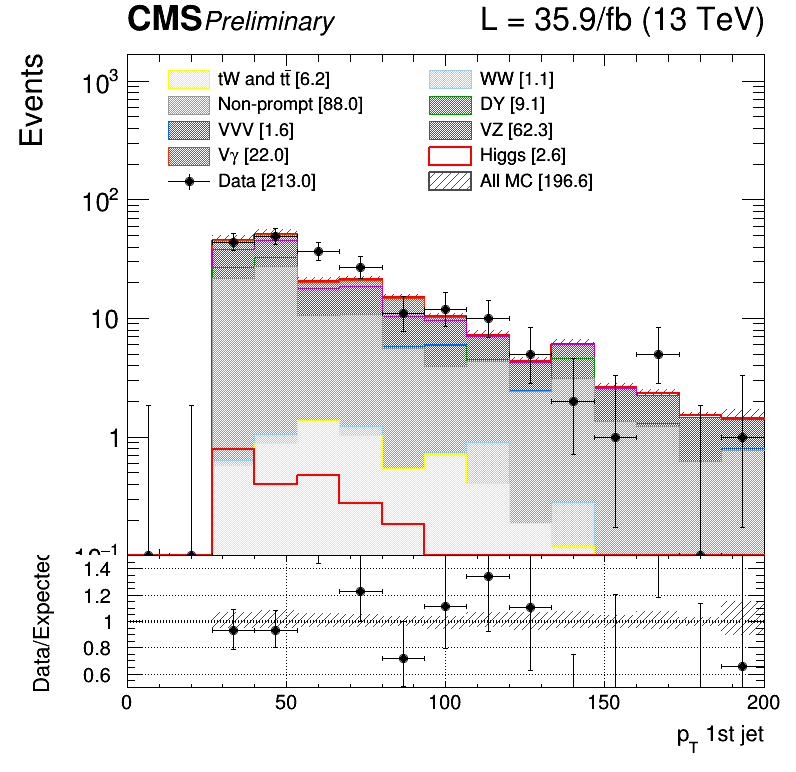 CMS Preliminary L = 35.9/fb (13 TeV)
Events
tW and tt̄ [6.2]
Non-prompt [88.0]
VVV [1.6]
Vγ [22.0]
Data [213.0]
WW [1.1]
DY [9.1]
VZ [62.3]
Higgs [2.6]
All MC [196.6]
10³
10²
10
1
10⁻¹
Data/Expected
1.4
1.2
1
0.8
0.6
0 50 100 150 200
p_T 1st jet